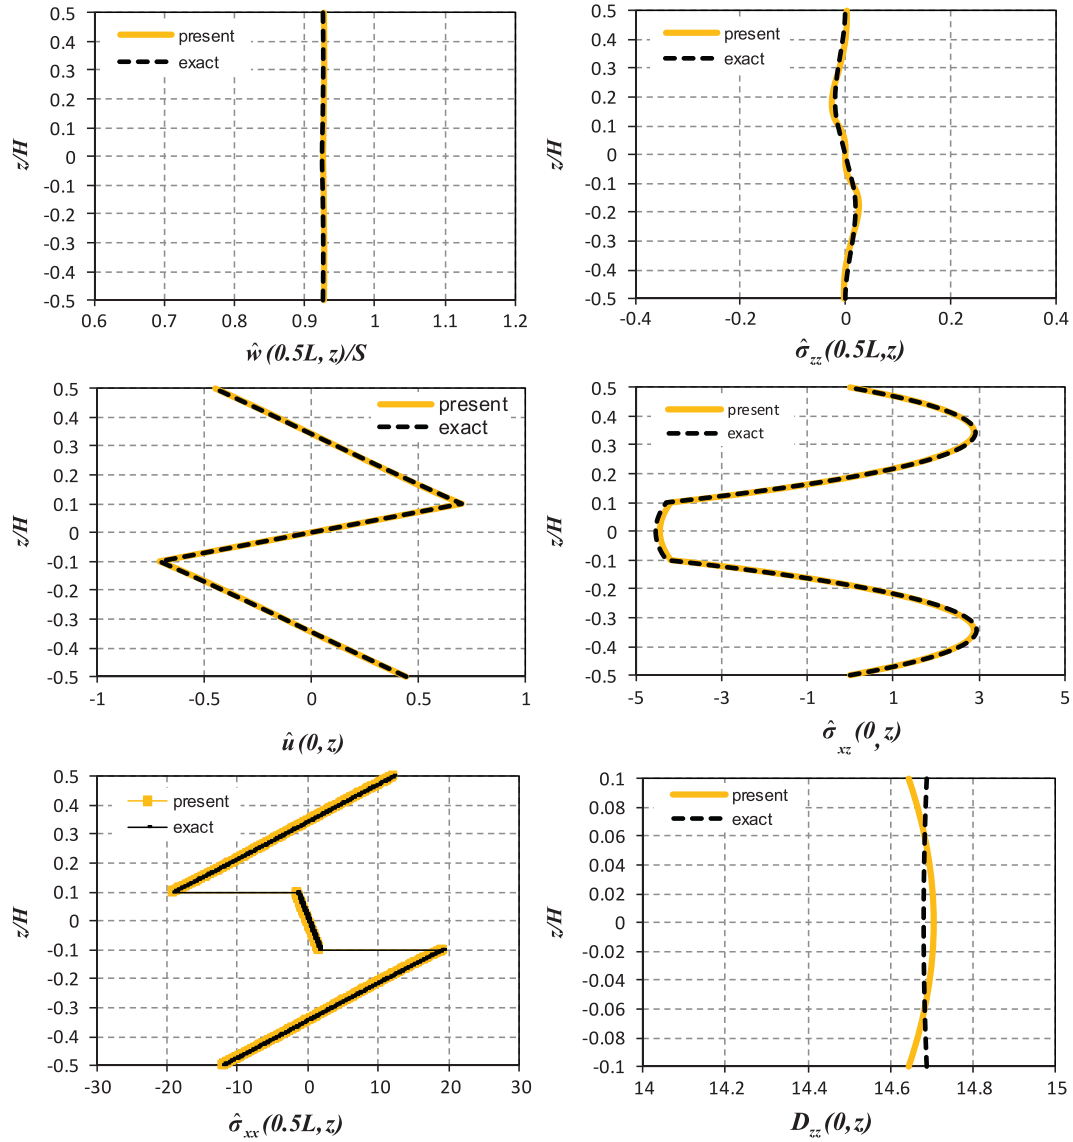 0.5
0.4
0.3
0.2
0.1
0
-0.1
-0.2
-0.3
-0.4
-0.5
z/H
present
exact
0.6 0.7 0.8 0.9 1 1.1 1.2
ŵ (0.5L, z)/S
0.5
0.4
0.3
0.2
0.1
0
-0.1
-0.2
-0.3
-0.4
-0.5
z/H
present
exact
-0.4 -0.2 0 0.2 0.4
σ̂zz (0.5L,z)
0.5
0.4
0.3
0.2
0.1
0
-0.1
-0.2
-0.3
-0.4
-0.5
z/H
present
exact
-1 -0.5 0 0.5 1
û (0, z)
0.5
0.4
0.3
0.2
0.1
0
-0.1
-0.2
-0.3
-0.4
-0.5
z/H
present
exact
-5 -3 -1 1 3 5
σ̂xz (0, z)
0.5
0.4
0.3
0.2
0.1
0
-0.1
-0.2
-0.3
-0.4
-0.5
z/H
present
exact
-30 -20 -10 0 10 20 30
σ̂xx (0.5L, z)
0.1
0.08
0.06
0.04
0.02
0
-0.02
-0.04
-0.06
-0.08
-0.1
z/H
present
exact
14 14.2 14.4 14.6 14.8 15
Dzz (0, z)